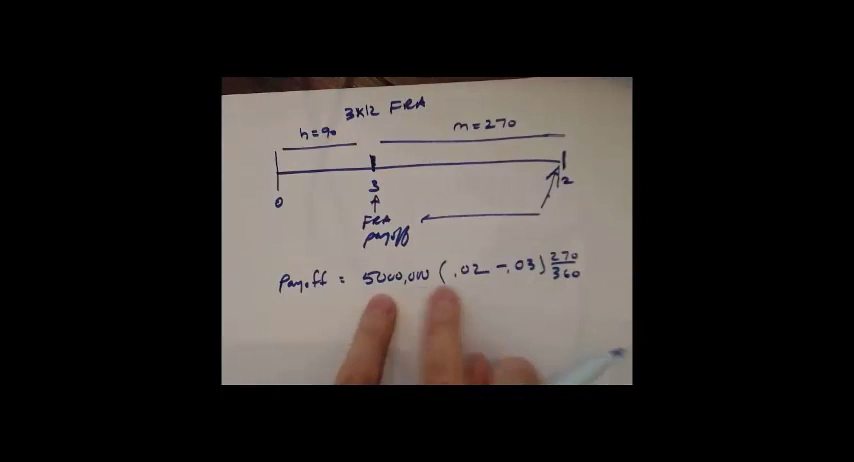 3x12 FRA
h=90 m=270
0 3 12
FRA
payoff
Payoff = 5000,000 (.02 - .03) 270/360